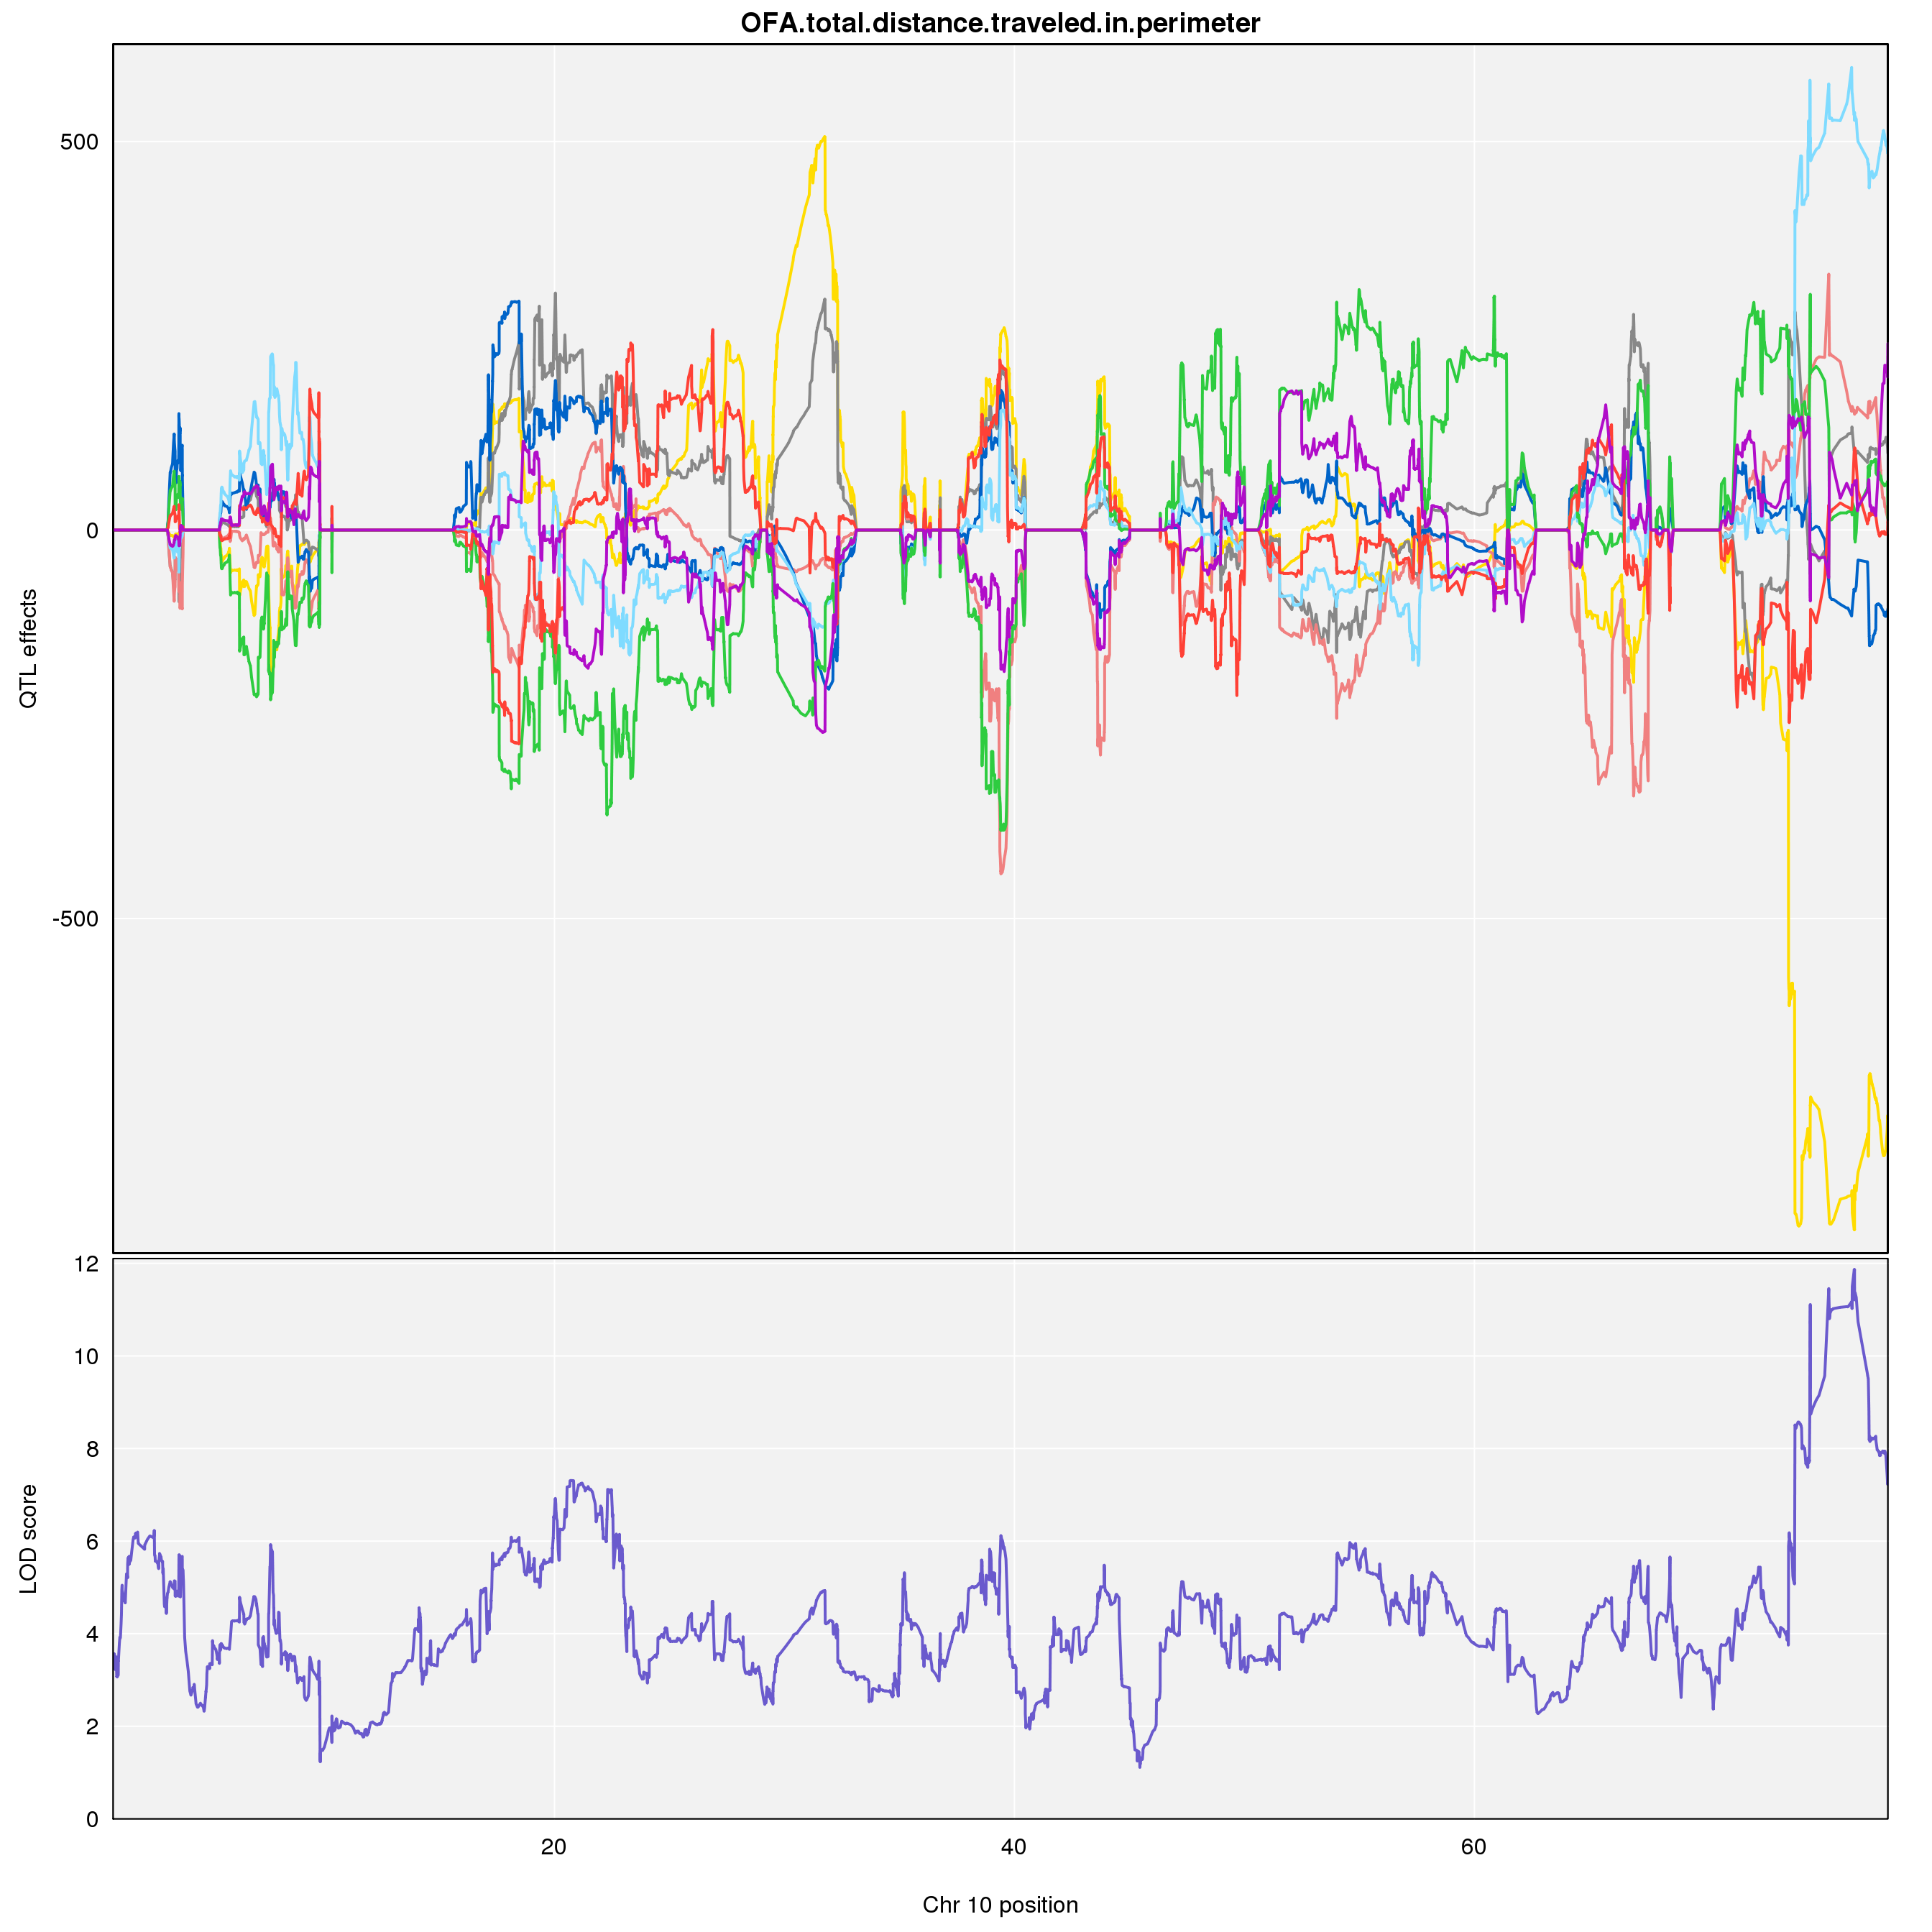 OFA.total.distance.traveled.in.perimeter
500
0
-500
QTL effects
12
10
8
6
4
2
0
LOD score
20 40 60
Chr 10 position